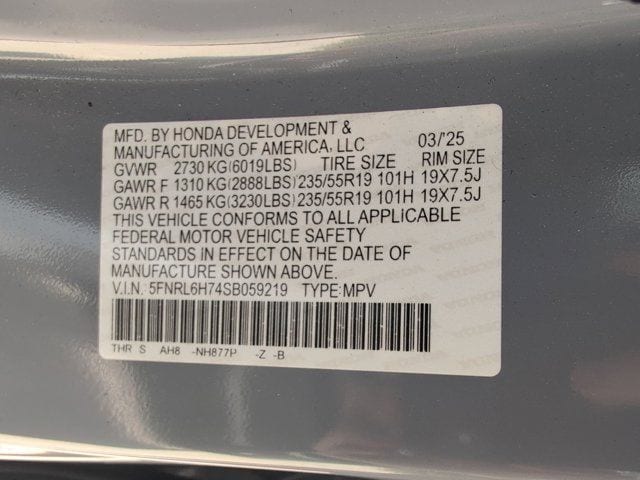 MFD. BY HONDA DEVELOPMENT &
MANUFACTURING OF AMERICA, LLC 03/'25
GVWR 2730 KG(6019LBS) TIRE SIZE RIM SIZE
GAWR F 1310 KG(2888LBS) 235/55R19 101H 19X7.5J
GAWR R 1465 KG(3230LBS) 235/55R19 101H 19X7.5J
THIS VEHICLE CONFORMS TO ALL APPLICABLE
FEDERAL MOTOR VEHICLE SAFETY
STANDARDS IN EFFECT ON THE DATE OF
MANUFACTURE SHOWN ABOVE.
V.I.N. 5FNRL6H74SB059219 TYPE:MPV
THR S AH8 -NH877P -Z -B